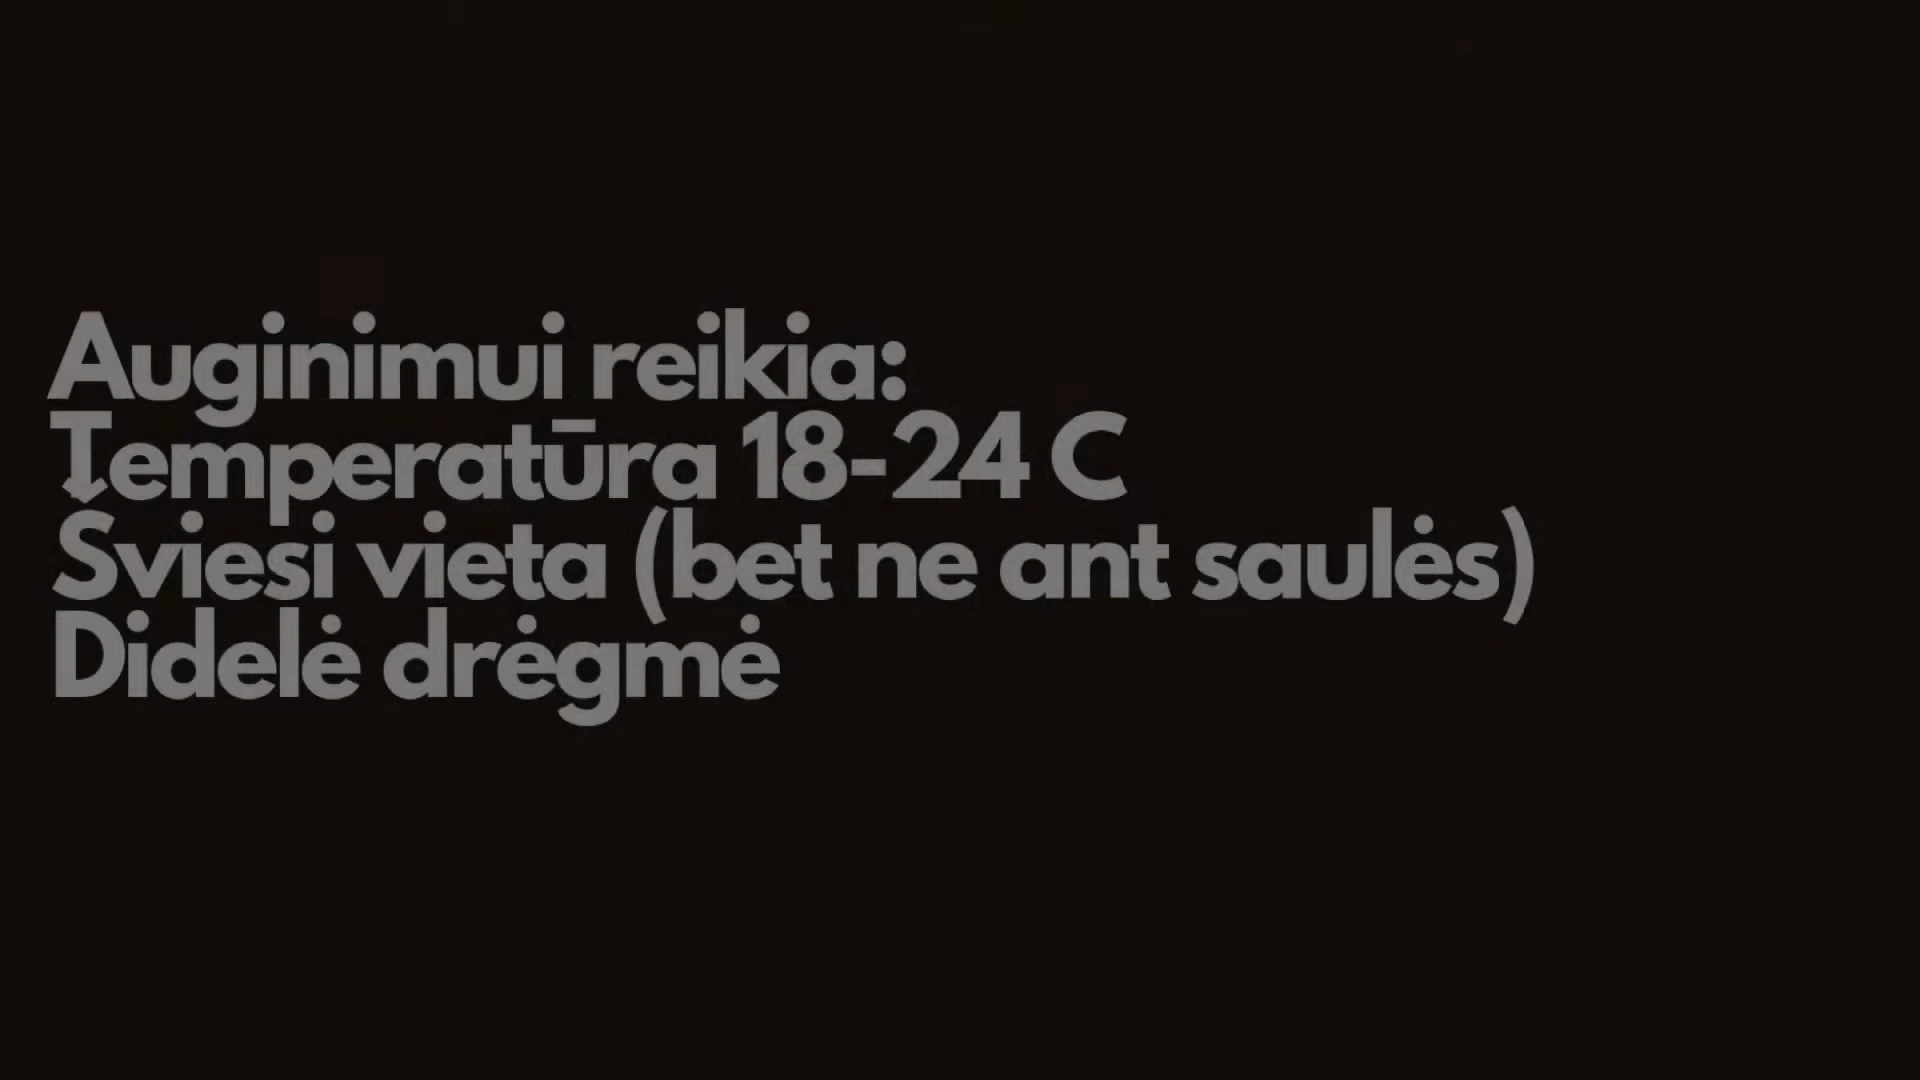 Auginimui reikia:
Temperatūra 18-24 C
Šviesi vieta (bet ne ant saulės)
Didelė drėgmė